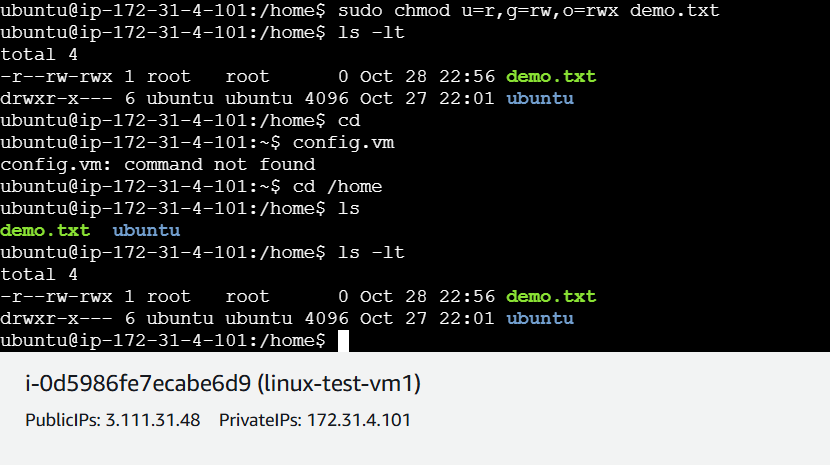 ubuntu@ip-172-31-4-101:/home$ sudo chmod u=r,g=rw,o=rwx demo.txt
ubuntu@ip-172-31-4-101:/home$ ls -lt
total 4
-r--rw-rwx 1 root   root      0 Oct 28 22:56 demo.txt
drwxr-x--- 6 ubuntu ubuntu 4096 Oct 27 22:01 ubuntu
ubuntu@ip-172-31-4-101:/home$ cd
ubuntu@ip-172-31-4-101:~$ config.vm
config.vm: command not found
ubuntu@ip-172-31-4-101:~$ cd /home
ubuntu@ip-172-31-4-101:/home$ ls
demo.txt  ubuntu
ubuntu@ip-172-31-4-101:/home$ ls -lt
total 4
-r--rw-rwx 1 root   root      0 Oct 28 22:56 demo.txt
drwxr-x--- 6 ubuntu ubuntu 4096 Oct 27 22:01 ubuntu
ubuntu@ip-172-31-4-101:/home$
i-0d5986fe7ecabe6d9 (linux-test-vm1)
PublicIPs: 3.111.31.48   PrivateIPs: 172.31.4.101